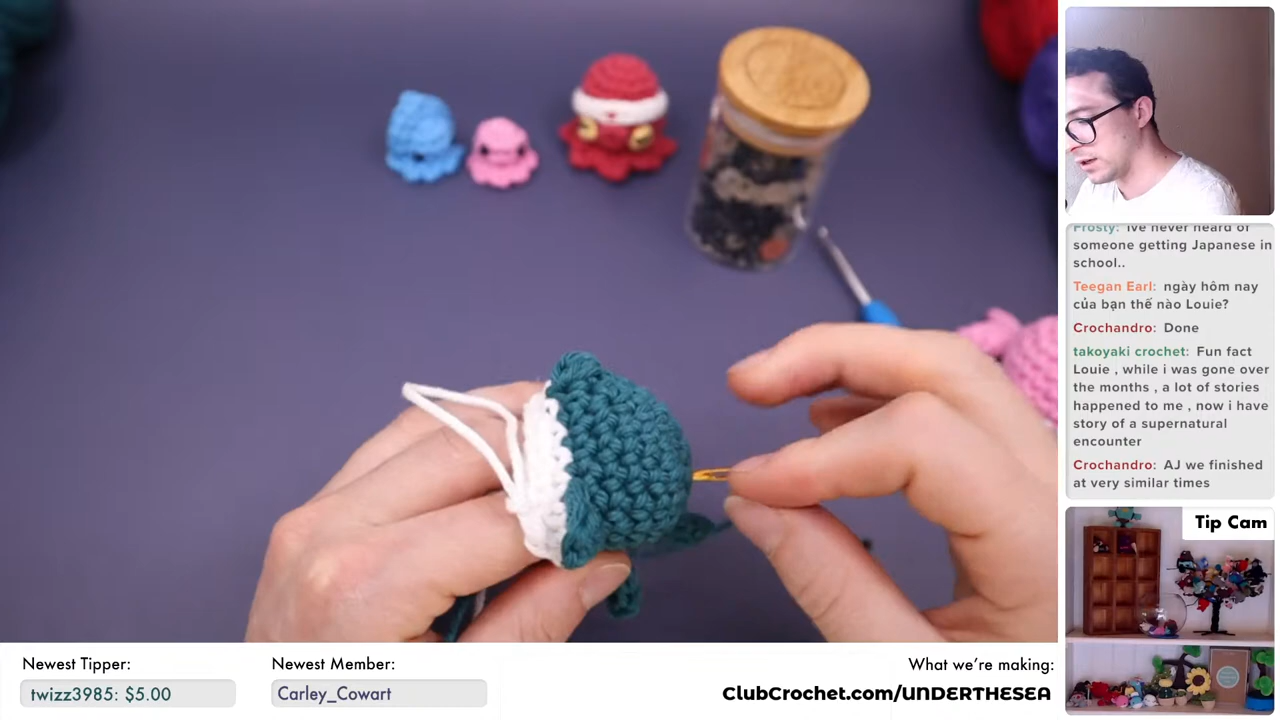 Frosty: Ive never heard of
someone getting Japanese in
school..
Teegan Earl: ngày hôm nay
của bạn thế nào Louie?
Crochandro: Done
takoyaki crochet: Fun fact
Louie , while i was gone over
the months , a lot of stories
happened to me , now i have
story of a supernatural
encounter
Crochandro: AJ we finished
at very similar times
Tip Cam
Newest Tipper:
twizz3985: $5.00
Newest Member:
Carley_Cowart
What we're making:
ClubCrochet.com/UNDERTHESEA